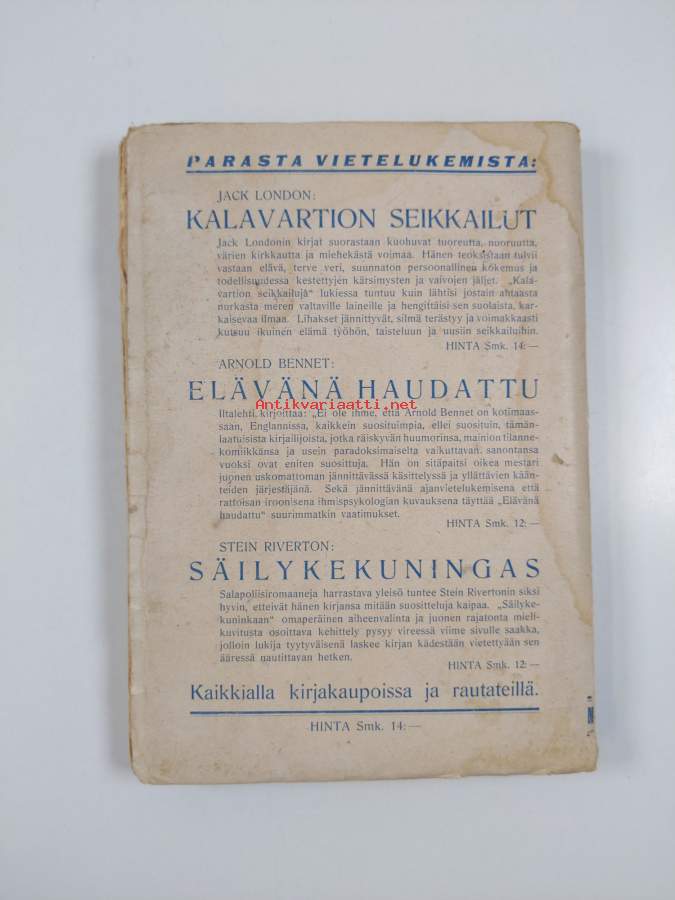 PARASTA VIETELUKEMISTA:
JACK LONDON:
KALAVARTION SEIKKAILUT
Jack Londonin kirjat suorastaan kuohuvat tuoreutta, nuoruutta,
värien kirkkautta ja miehekästä voimaa. Hänen teoksistaan tulvii
vastaan elävä, terve veri, suunnaton persoonallinen kokemus ja
todellisuudessa kestettyjen kärsimysten ja vaivojen jäljet. „Kala-
vartion seikkailuja" lukiessa tuntuu kuin lähtisi jostain ahtaasta
nurkasta meren valtaville laineille ja hengittäisi sen suolaista, kar-
kaisevaa ilmaa. Lihakset jännittyvät, silmä terästyy ja voimakkaasti
kutsuu ikuinen elämä työhön, taisteluun ja uusiin seikkailuihin.
HINTA Smk. 14:—
ARNOLD BENNET:
ELÄVÄNÄ HAUDATTU
Antikvariaatti.net
Iltalehti kirjoittaa: „Ei ole ihme, että Arnold Bennet on kotimaas-
saan, Englannissa, kaikkein suosituimpia, ellei suosituin, tämän-
laatuisista kirjailijoista, jotka räiskyvän huumorinsa, mainion tilanne-
komiikkänsa ja usein paradoksimaiselta vaikuttavan sanontansa
vuoksi ovat eniten suosittuja. Hän on sitäpaitsi oikea mestari
juonen uskomattoman jännittävässä käsittelyssä ja yllättävien kään-
teiden järjestäjänä. Sekä jännittävänä ajanvietelukemisena että
rattoisan iroonisena ihmispsykologian kuvauksena täyttää „Elävänä
haudattu" suurimmatkin vaatimukset.
HINTA Smk. 12:—
STEIN RIVERTON:
SÄILYKEKUNINGAS
Salapoliisiromaaneja harrastava yleisö tuntee Stein Rivertonin siksi
hyvin, etteivät hänen kirjansa mitään suositteluja kaipaa. „Säilyke-
kuninkaan" omaperäinen aiheenvalinta ja juonen rajatonta mieli-
kuvitusta osoittava kehittely pysyy vireessä viime sivulle saakka,
jolloin lukija tyytyväisenä laskee kirjan kädestään vietettyään sen
ääressä nautittavan hetken.
HINTA Smk. 12:—
Kaikkialla kirjakaupoissa ja rautateillä.
HINTA Smk. 14:—